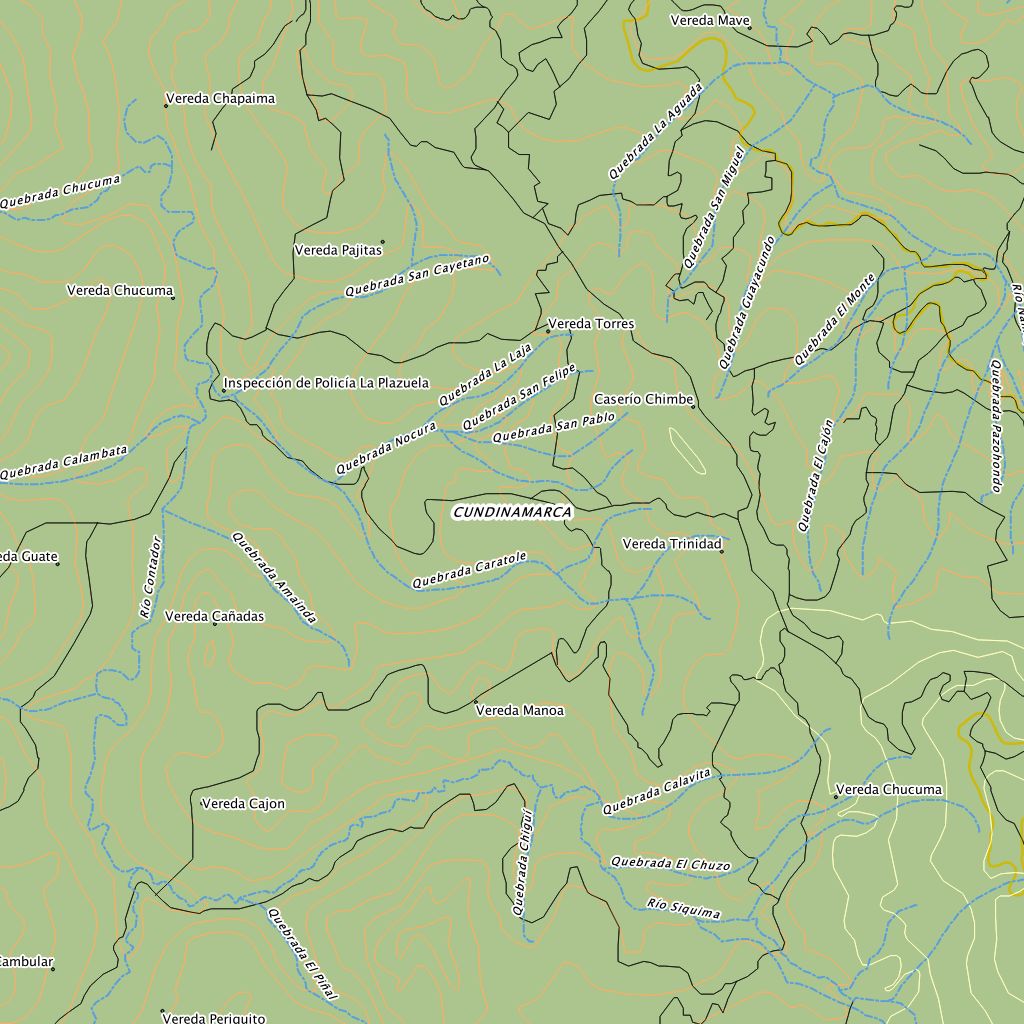 Vereda Mave
Vereda Chapaima
Quebrada La Aguada
Quebrada Chucuma
Quebrada San Miguel
Vereda Pajitas
Quebrada San Cayetano
Quebrada Guayacundo
Vereda Chucuma
Quebrada El Monte
Vereda Torres
Quebrada La Laja
Inspección de Policía La Plazuela
Quebrada San Felipe
Caserío Chimbe
Quebrada Pazohondo
Quebrada Nocura
Quebrada San Pablo
Quebrada El Cajón
Quebrada Calambata
CUNDINAMARCA
Vereda Trinidad
eda Guate
Río Contador
Quebrada Amainda
Quebrada Caratole
Vereda Cañadas
Vereda Manoa
Vereda Cajon
Quebrada Calavita
Vereda Chucuma
Quebrada Chiguí
Quebrada El Chuzo
Río Siquima
Quebrada El Piñal
Eambular
Vereda Periquito